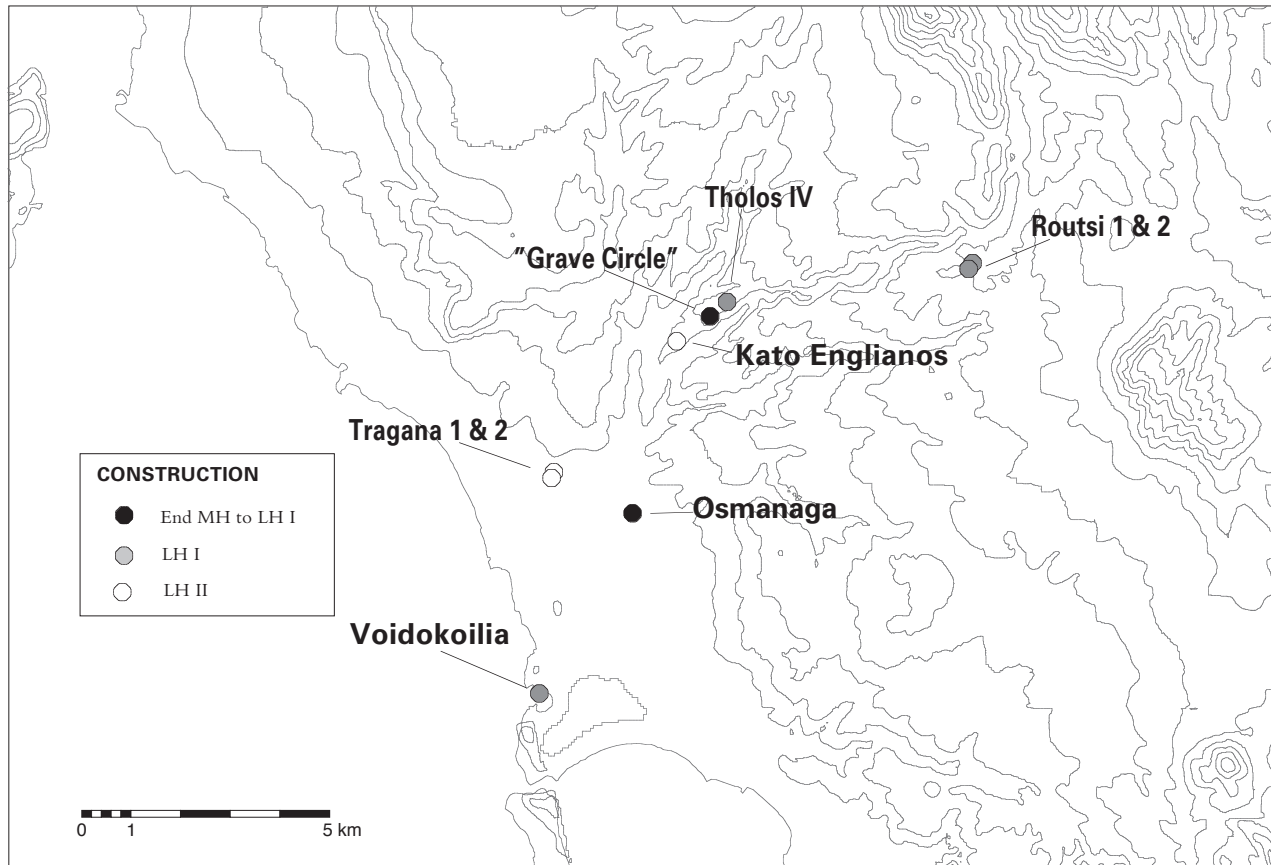 Tholos IV
Routsi 1 & 2
"Grave Circle"
Kato Englianos
Tragana 1 & 2
CONSTRUCTION
End MH to LH I
LH I
LH II
Osmanaga
Voidokoilia
0 1 5 km